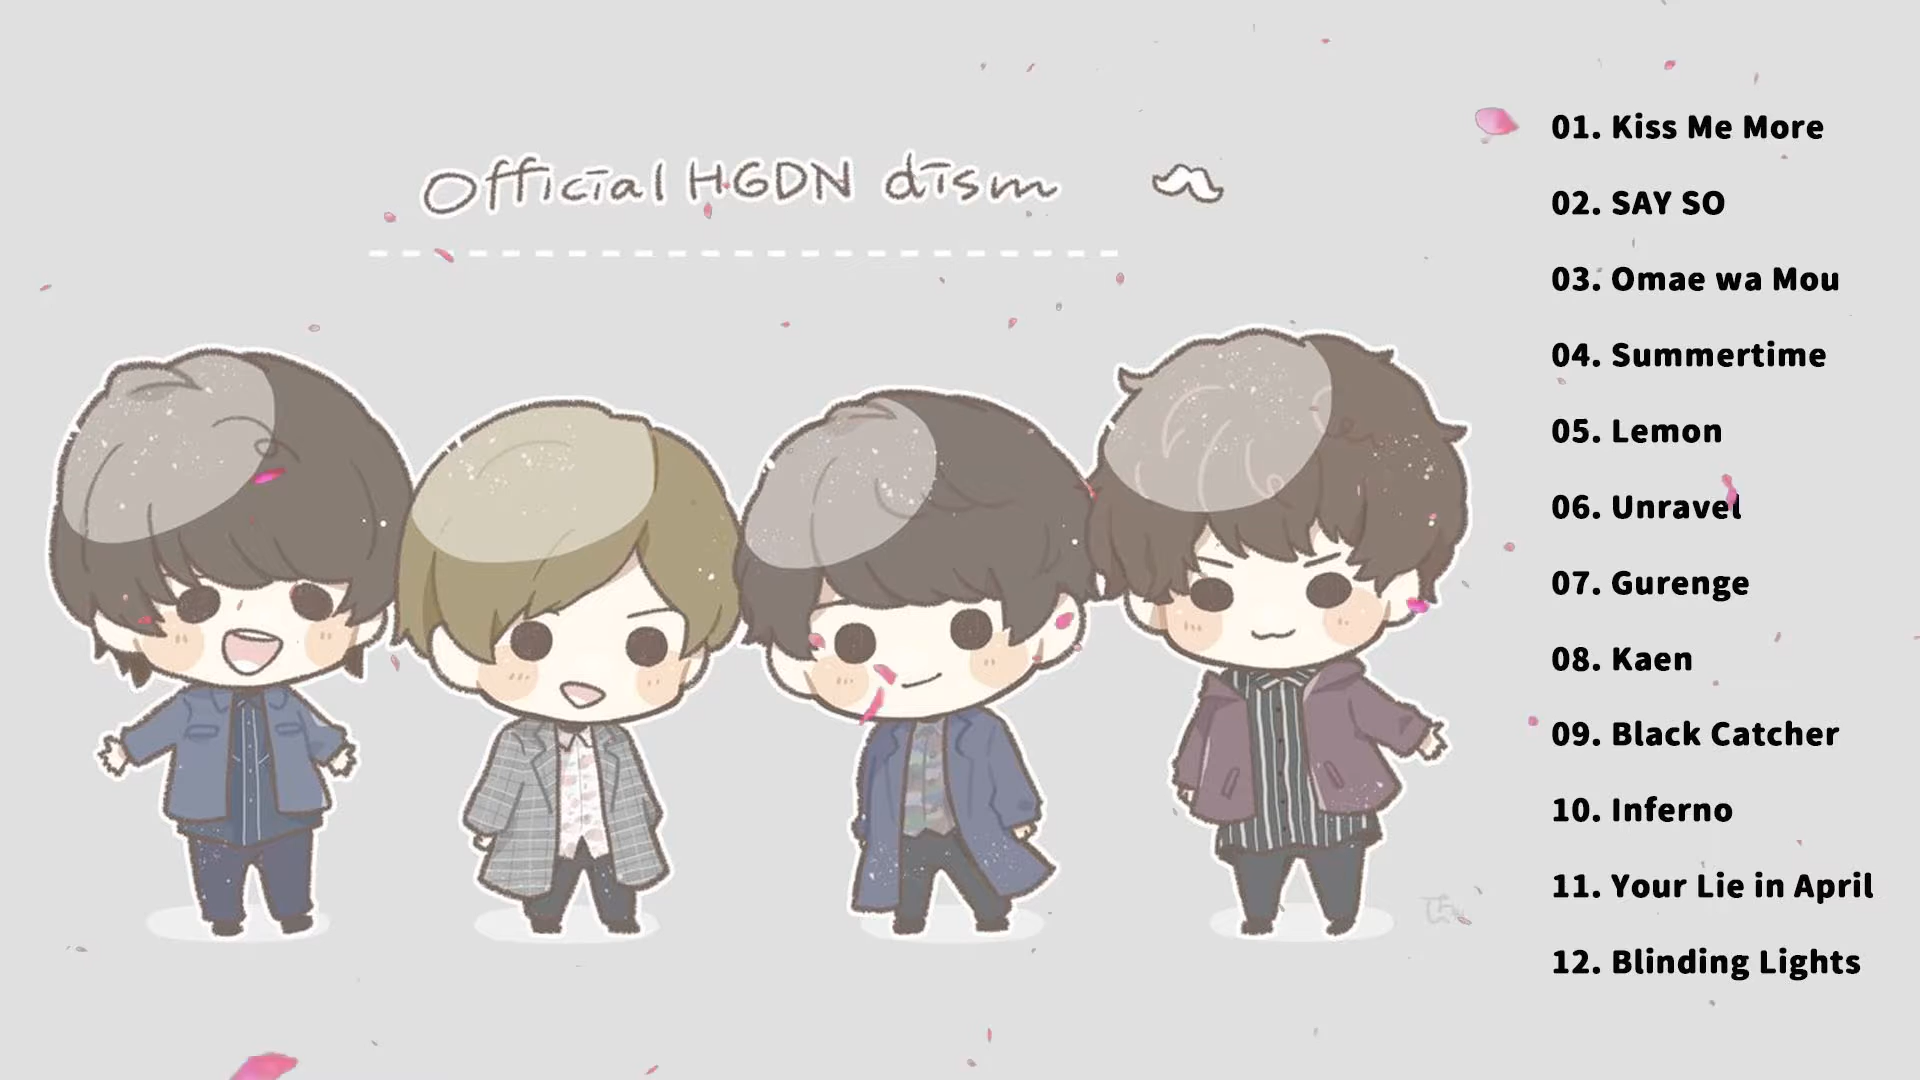 Official HGDN dism
01. Kiss Me More
02. SAY SO
03. Omae wa Mou
04. Summertime
05. Lemon
06. Unravel
07. Gurenge
08. Kaen
09. Black Catcher
10. Inferno
11. Your Lie in April
12. Blinding Lights